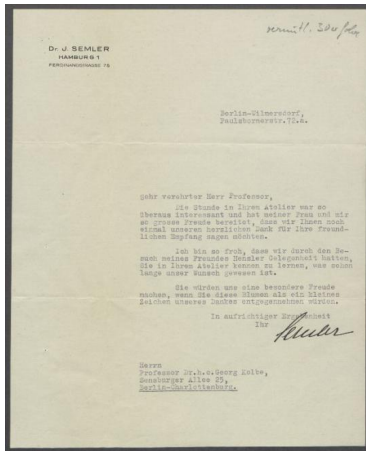 Dr. J. SEMLER
HAMBURG 1
FERDINANDSTRASSE 75
Berlin-Wilmersdorf,
Paulsbornerstr.
Sehr verehrter Herr Professor,
Die Stunde in Ihrem Atelier war so
überaus interessant und hat meiner Frau und mir
so grosse Freude bereitet, dass wir Ihnen noch
einmal unseren herzlichen Dank für Ihre freund-
lichen Empfang sagen möchten.
Ich bin so froh, dass wir durch den Be-
such meines Freundes Hensler Gelegenheit hatten,
Sie in Ihrem Atelier kennen zu lernen, was schon
lange unser Wunsch gewesen ist.
Sie würden uns eine besondere Freude
machen, wenn Sie diese Blumen als ein kleines
Zeichen unseres Dankes entgegennehmen würden.
In aufrichtiger Ergebenheit
Ihr
Semler
Herrn
Professor Dr.h.c.Georg Kolbe,
Sensburger Allee 25,
Berlin-Charlottenburg.